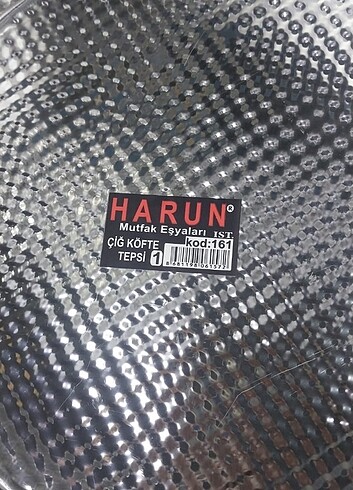 HARUN®
Mutfak Eşyaları IST.
ÇİĞ KÖFTE kod:161
TEPSİ 1